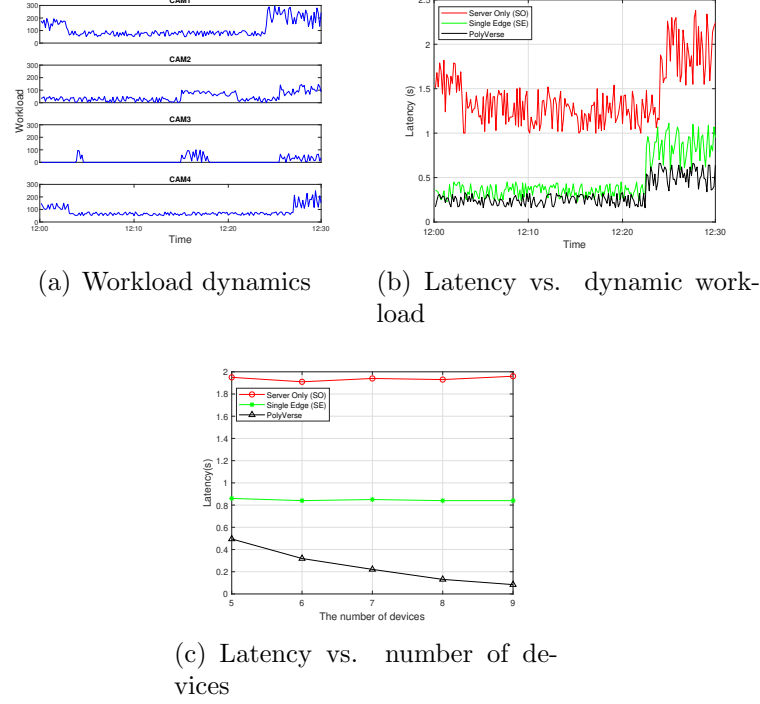 CAM1
300
200
100
0
CAM2
300
200
100
0
CAM3
300
200
100
0
CAM4
300
200
100
0
12:00 12:10 12:20 12:30
Time
Workload
(a) Workload dynamics
Server Only (SO)
Single Edge (SE)
PolyVerse
2.5
2
1.5
1
0.5
0
Latency (s)
12:00 12:10 12:20 12:30
Time
(b) Latency vs. dynamic work-
load
Server Only (SO)
Single Edge (SE)
PolyVerse
2
1.8
1.6
1.4
1.2
1
0.8
0.6
0.4
0.2
0
Latency(s)
5 6 7 8 9
The number of devices
(c) Latency vs. number of de-
vices